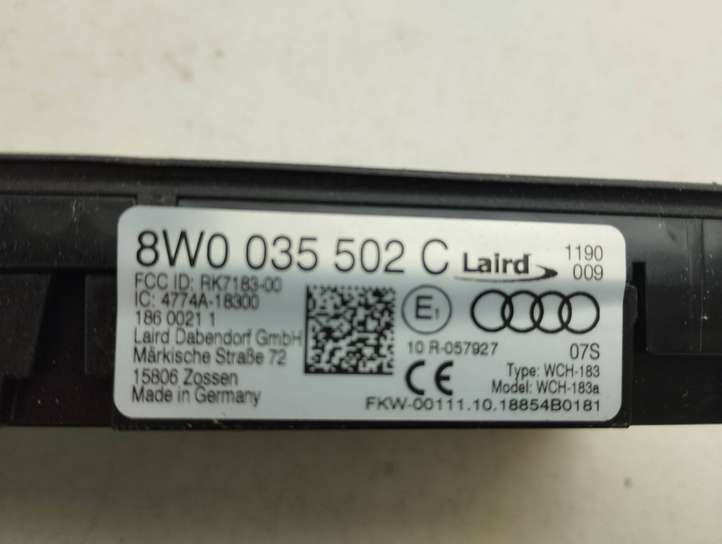 8W0 035 502 C Laird 1190
009
FCC ID: RK7183-00
IC: 4774A-18300
186 0021 1
Laird Dabendorf GmbH
Märkische Straße 72
15806 Zossen
Made in Germany
E1
10 R-057927 07S
CE
Type: WCH-183
Model: WCH-183a
FKW-00111.10.18854B0181